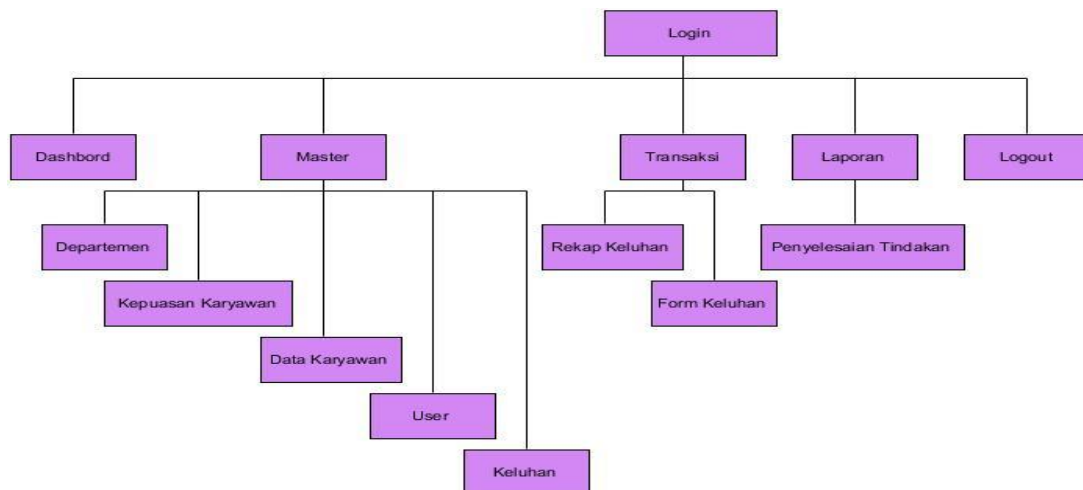 Login
Dashbord
Master
Transaksi
Laporan
Logout
Departemen
Rekap Keluhan
Penyelesaian Tindakan
Kepuasan Karyawan
Form Keluhan
Data Karyawan
User
Keluhan